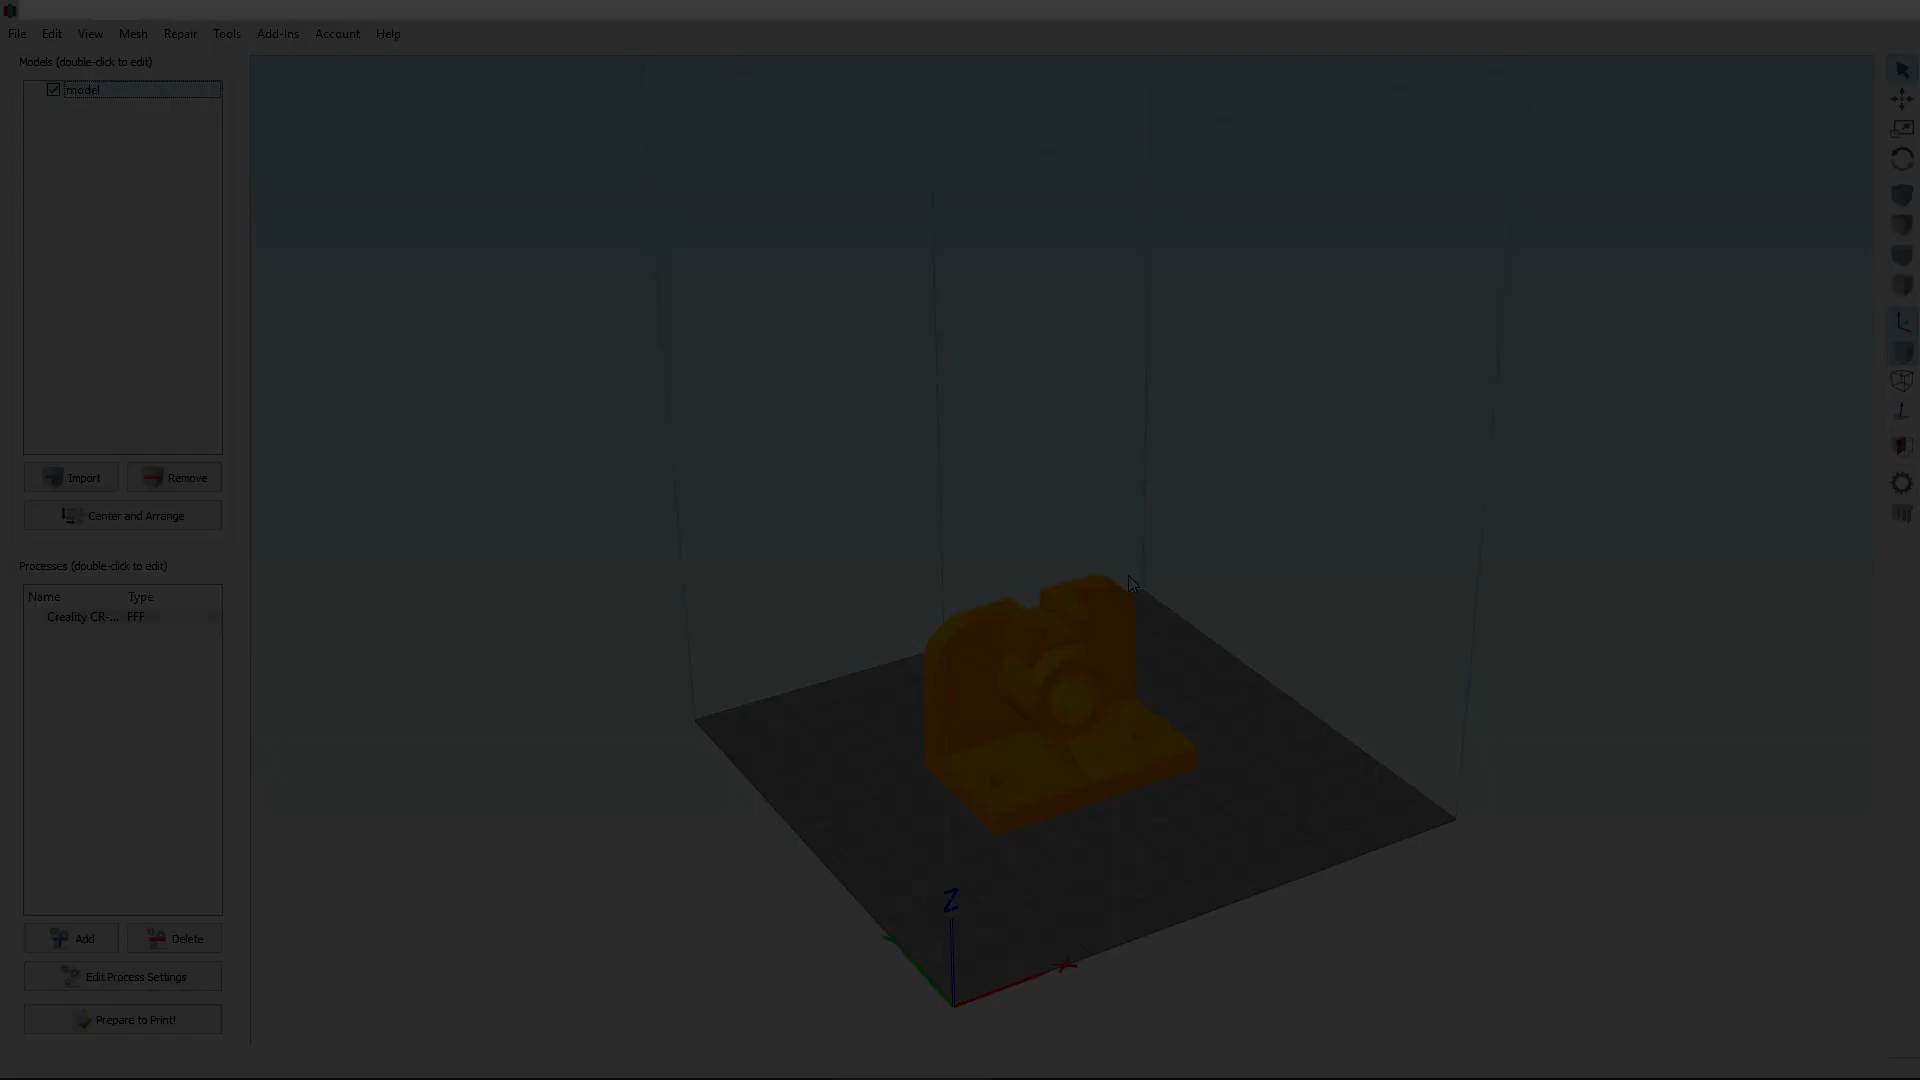 File Edit View Mesh Repair Tools Add-Ins Account Help
Models (double-click to edit)
model
Import Remove
Center and Arrange
Processes (double-click to edit)
Name Type
Creality CR-... FFF
Add Delete
Edit Process Settings
Prepare to Print!
Z